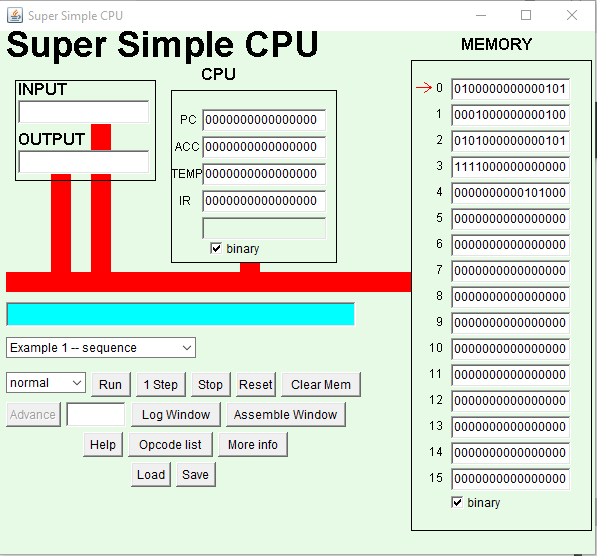 Super Simple CPU
Super Simple CPU
INPUT
OUTPUT
CPU
PC 0000000000000000
ACC 0000000000000000
TEMP 0000000000000000
IR 0000000000000000
binary
MEMORY
0 0100000000000101
1 0001000000000100
2 0101000000000101
3 1111000000000000
4 0000000000101000
5 0000000000000000
6 0000000000000000
7 0000000000000000
8 0000000000000000
9 0000000000000000
10 0000000000000000
11 0000000000000000
12 0000000000000000
13 0000000000000000
14 0000000000000000
15 0000000000000000
binary
Example 1 -- sequence
normal Run 1 Step Stop Reset Clear Mem
Advance Log Window Assemble Window
Help Opcode list More info
Load Save